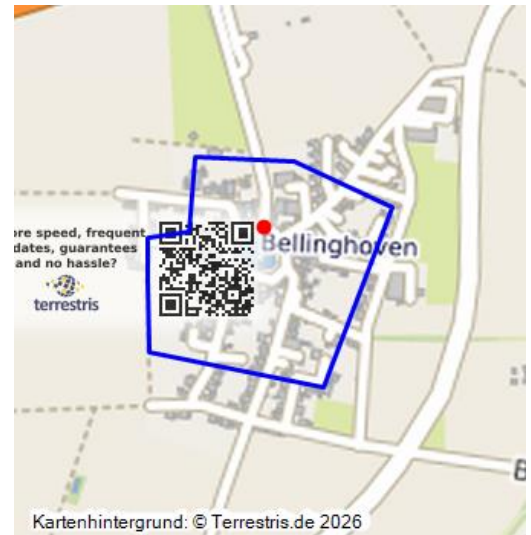 ore speed, frequent
dates, guarantees
and no hassle?
terrestris
Bellinghoven
B
Kartenhintergrund: © Terrestris.de 2026